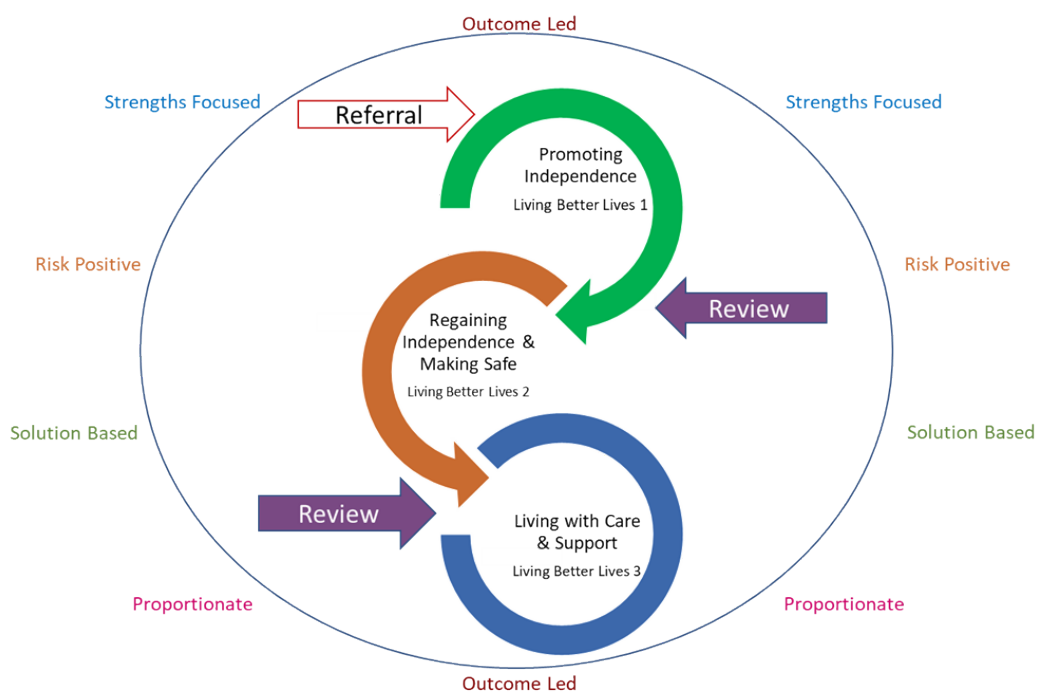 Outcome Led
Strengths Focused
Strengths Focused
Referral
Promoting
Independence
Living Better Lives 1
Risk Positive
Risk Positive
Review
Regaining
Independence &
Making Safe
Living Better Lives 2
Solution Based
Solution Based
Review
Living with Care
& Support
Living Better Lives 3
Proportionate
Proportionate
Outcome Led